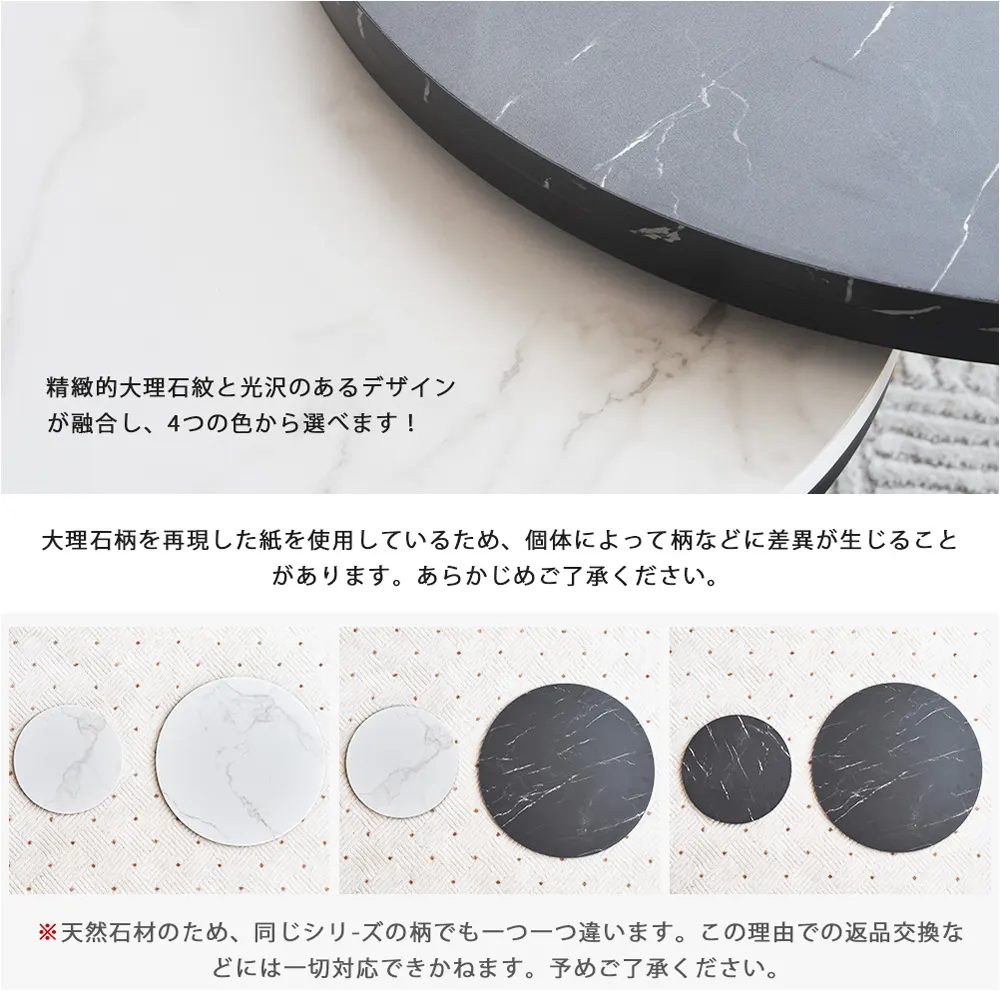 精緻的大理石紋と光沢のあるデザイン
が融合し、4つの色から選べます！
大理石柄を再現した紙を使用しているため、個体によって柄などに差異が生じること
があります。あらかじめご了承ください。
※天然石材のため、同じシリ-ズの柄でも一つ一つ違います。この理由での返品交換な
どには一切対応できかねます。予めご了承ください。